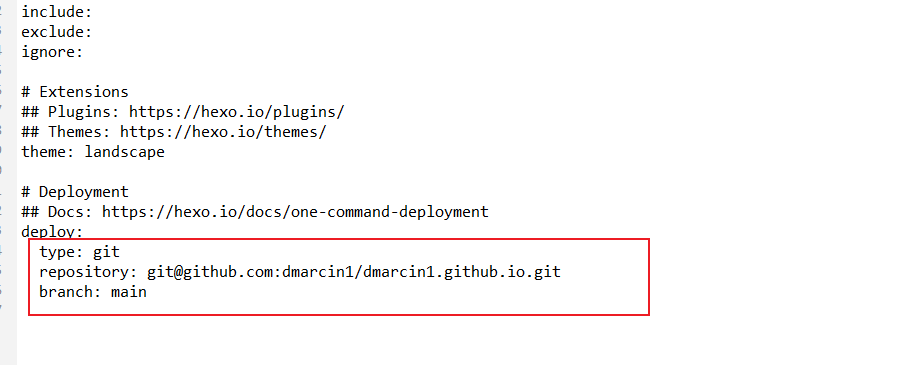 include:
exclude:
ignore:
# Extensions
## Plugins: https://hexo.io/plugins/
## Themes: https://hexo.io/themes/
theme: landscape
# Deployment
## Docs: https://hexo.io/docs/one-command-deployment
deploy:
type: git
repository: git@github.com:dmarcin1/dmarcin1.github.io.git
branch: main